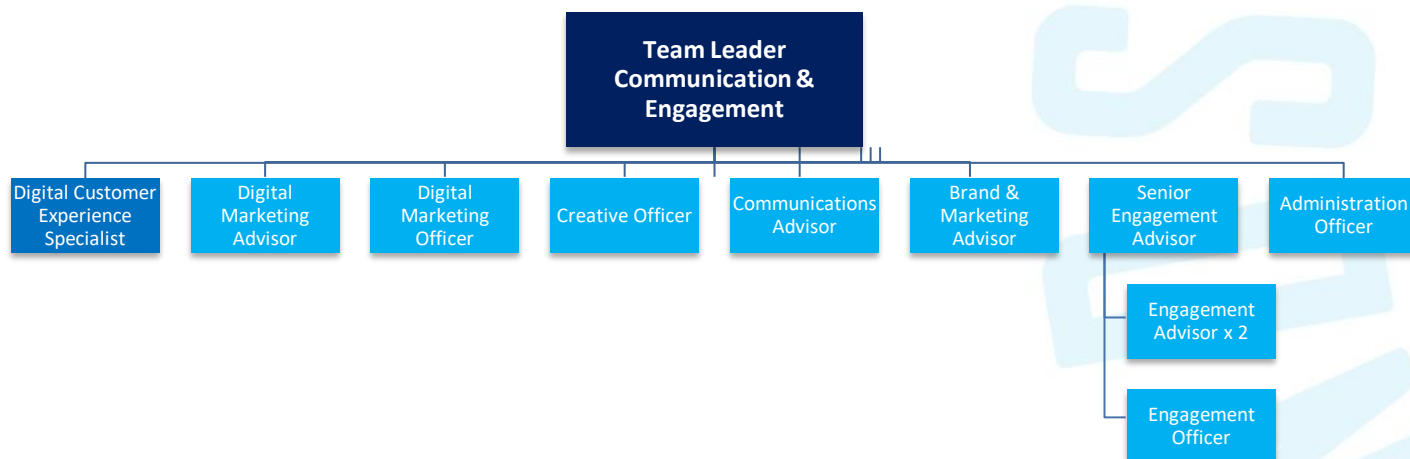 Team Leader
Communication &
Engagement
Digital Customer
Experience
Specialist
Digital
Marketing
Advisor
Digital
Marketing
Officer
Creative Officer
Communications
Advisor
Brand &
Marketing
Advisor
Senior
Engagement
Advisor
Administration
Officer
Engagement
Advisor x 2
Engagement
Officer